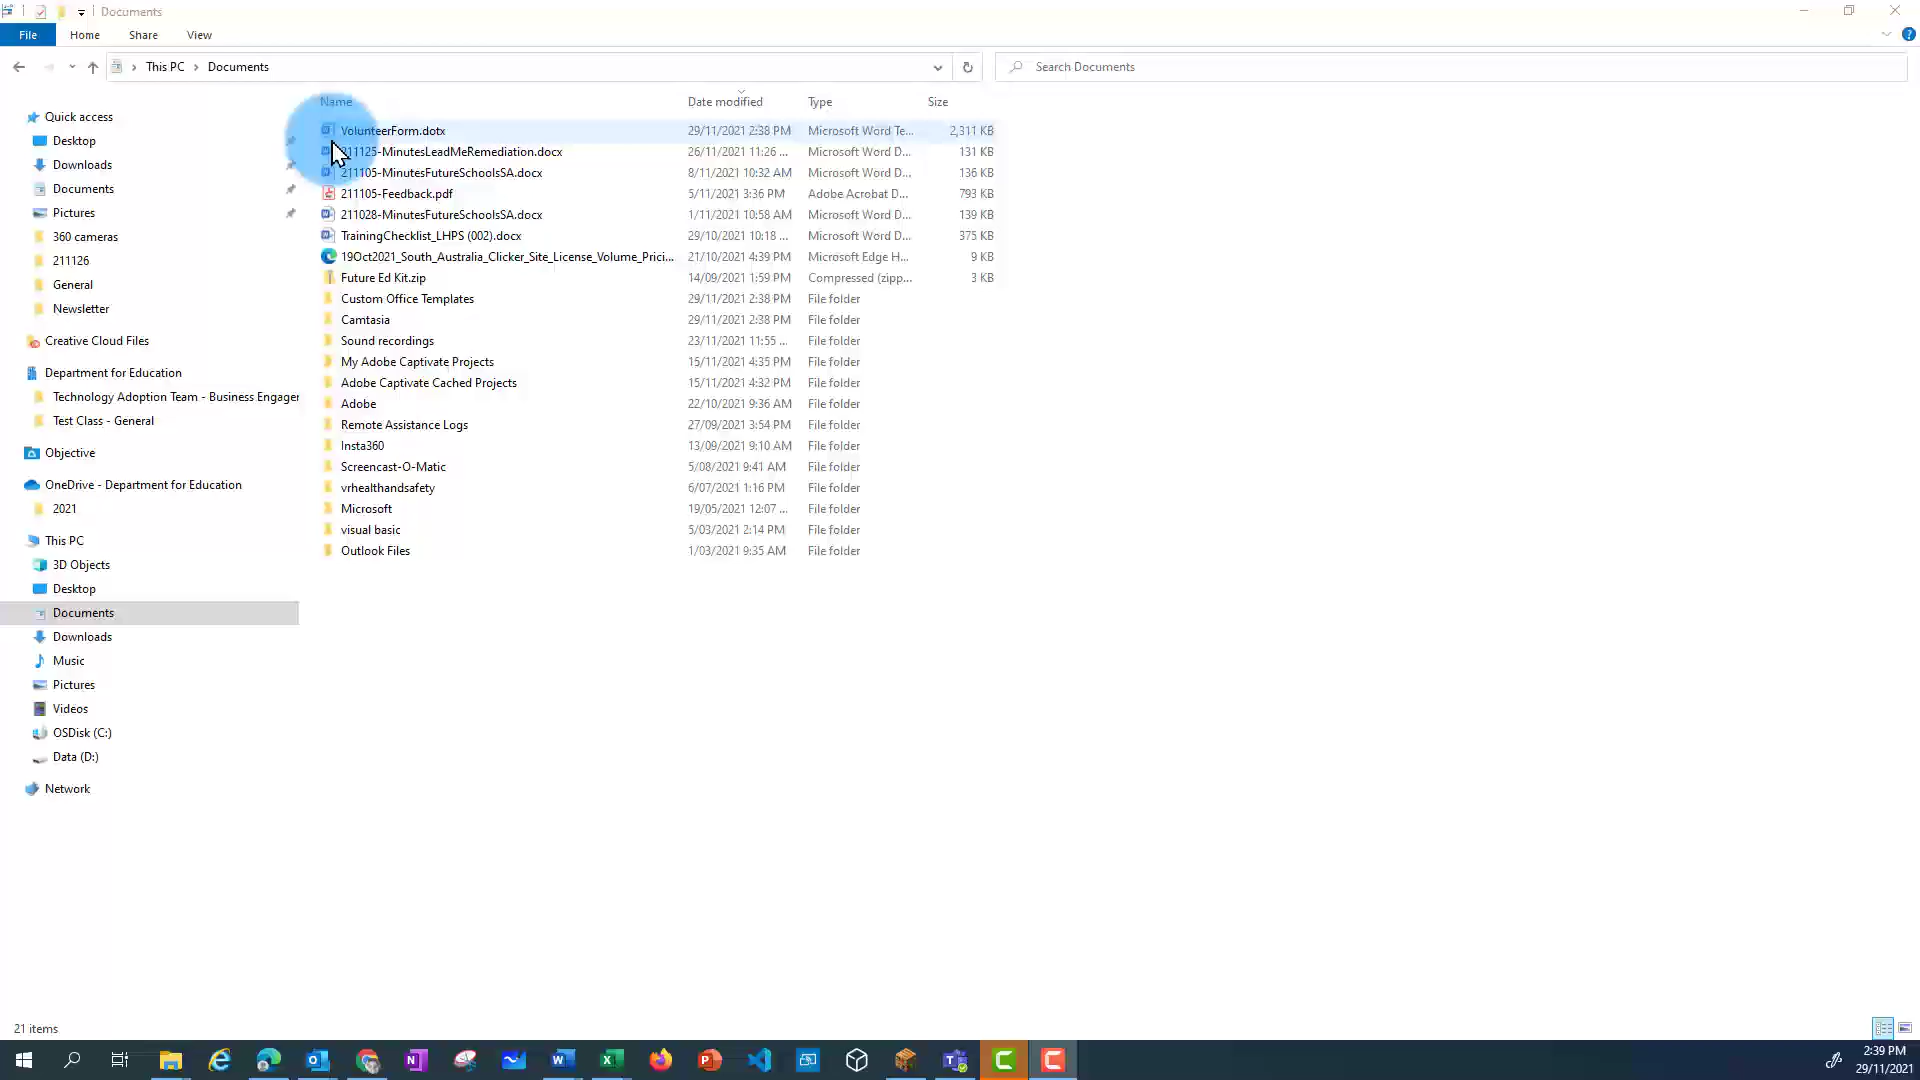 Documents
File Home Share View
This PC > Documents
Search Documents
Name Date modified Type Size
VolunteerForm.dotx 29/11/2021 2:38 PM Microsoft Word Te... 2,311 KB
211125-MinutesLeadMeRemediation.docx 26/11/2021 11:26 ... Microsoft Word D... 131 KB
211105-MinutesFutureSchoolsSA.docx 8/11/2021 10:32 AM Microsoft Word D... 136 KB
211105-Feedback.pdf 5/11/2021 3:36 PM Adobe Acrobat D... 793 KB
211028-MinutesFutureSchoolsSA.docx 1/11/2021 10:58 AM Microsoft Word D... 139 KB
TrainingChecklist_LHPS (002).docx 29/10/2021 10:18 ... Microsoft Word D... 375 KB
19Oct2021_South_Australia_Clicker_Site_License_Volume_Prici... 21/10/2021 4:39 PM Microsoft Edge H... 9 KB
Future Ed Kit.zip 14/09/2021 1:59 PM Compressed (zipp... 3 KB
Custom Office Templates 29/11/2021 2:38 PM File folder
Camtasia 29/11/2021 2:38 PM File folder
Sound recordings 23/11/2021 11:55 ... File folder
My Adobe Captivate Projects 15/11/2021 4:35 PM File folder
Adobe Captivate Cached Projects 15/11/2021 4:32 PM File folder
Adobe 22/10/2021 9:36 AM File folder
Remote Assistance Logs 27/09/2021 3:54 PM File folder
Insta360 13/09/2021 9:10 AM File folder
Screencast-O-Matic 5/08/2021 9:41 AM File folder
vrhealthandsafety 6/07/2021 1:16 PM File folder
Microsoft 19/05/2021 12:07 ... File folder
visual basic 5/03/2021 2:14 PM File folder
Outlook Files 1/03/2021 9:35 AM File folder
Quick access
Desktop
Downloads
Documents
Pictures
360 cameras
211126
General
Newsletter
Creative Cloud Files
Department for Education
Technology Adoption Team - Business Engager
Test Class - General
Objective
OneDrive - Department for Education
2021
This PC
3D Objects
Desktop
Documents
Downloads
Music
Pictures
Videos
OSDisk (C:)
Data (D:)
Network
21 items
2:39 PM
29/11/2021